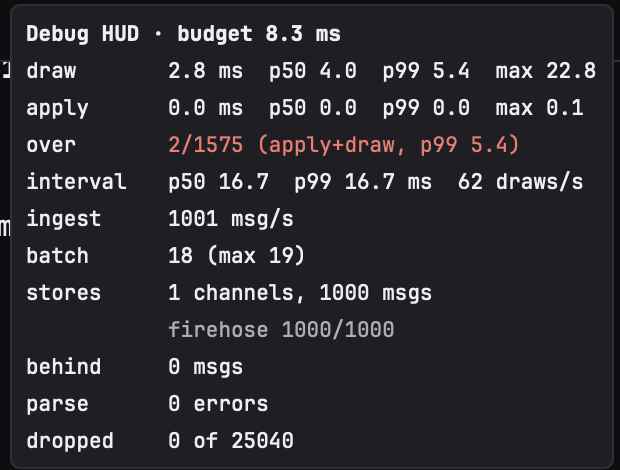 Debug HUD · budget 8.3 ms
draw 2.8 ms p50 4.0 p99 5.4 max 22.8
apply 0.0 ms p50 0.0 p99 0.0 max 0.1
over 2/1575 (apply+draw, p99 5.4)
interval p50 16.7 p99 16.7 ms 62 draws/s
ingest 1001 msg/s
batch 18 (max 19)
stores 1 channels, 1000 msgs
firehose 1000/1000
behind 0 msgs
parse 0 errors
dropped 0 of 25040